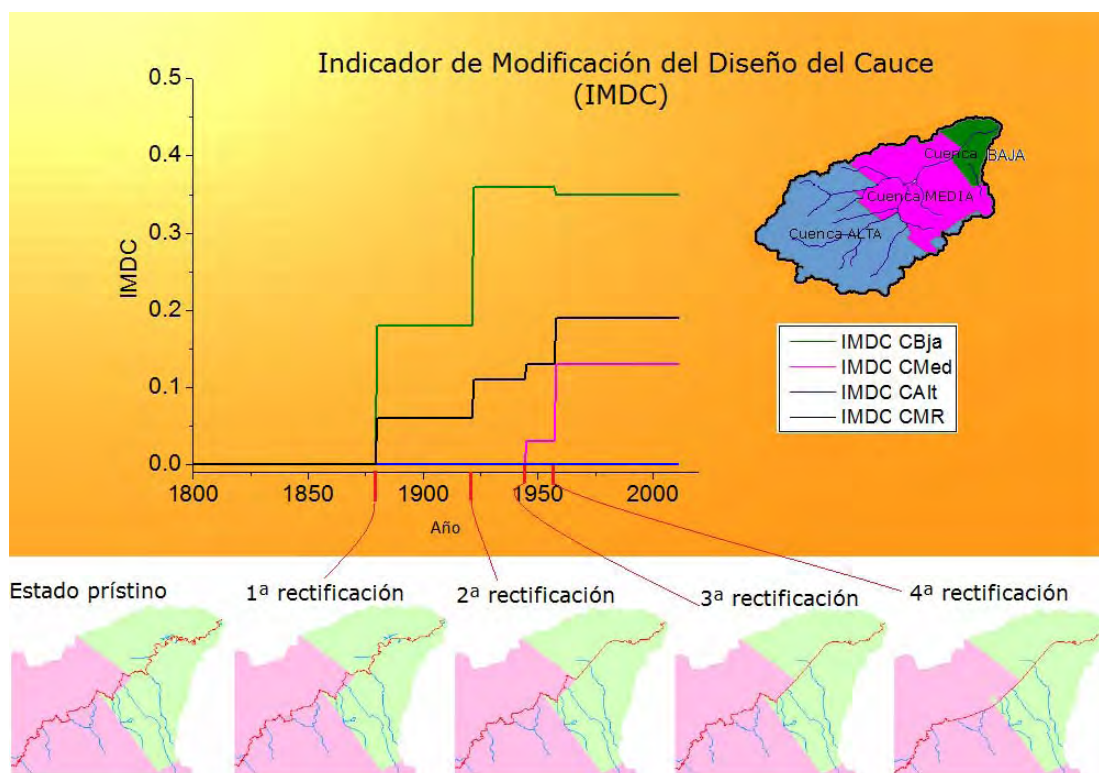 Indicador de Modificación del Diseño del Cauce
(IMDC)
0.5
0.4
0.3
0.2
0.1
0.0
IMDC
1800
1850
1900
1950
2000
Año
Cuenca BAJA
Cuenca MEDIA
Cuenca ALTA
IMDC CBja
IMDC CMed
IMDC CAlt
IMDC CMR
Estado prístino
1ª rectificación
2ª rectificación
3ª rectificación
4ª rectificación